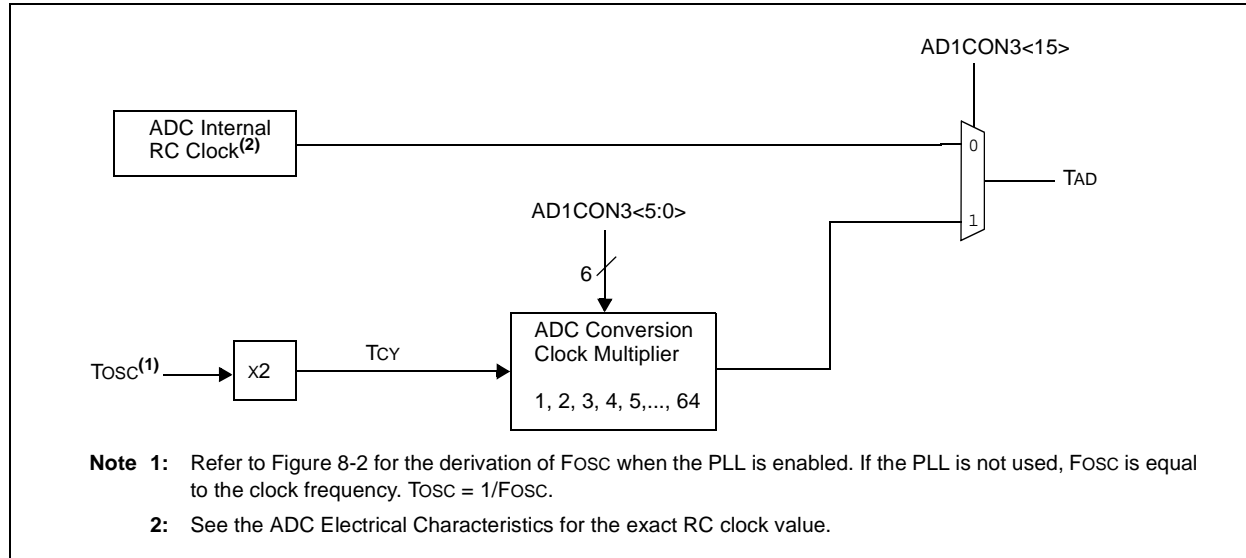 AD1CON3<15>
ADC Internal
RC Clock(2)
0
TAD
AD1CON3<5:0>
1
6
ADC Conversion
Clock Multiplier
TOSC(1)
X2
TCY
1, 2, 3, 4, 5,..., 64
Note 1: Refer to Figure 8-2 for the derivation of FOSC when the PLL is enabled. If the PLL is not used, FOSC is equal
to the clock frequency. TOSC = 1/FOSC.
2: See the ADC Electrical Characteristics for the exact RC clock value.